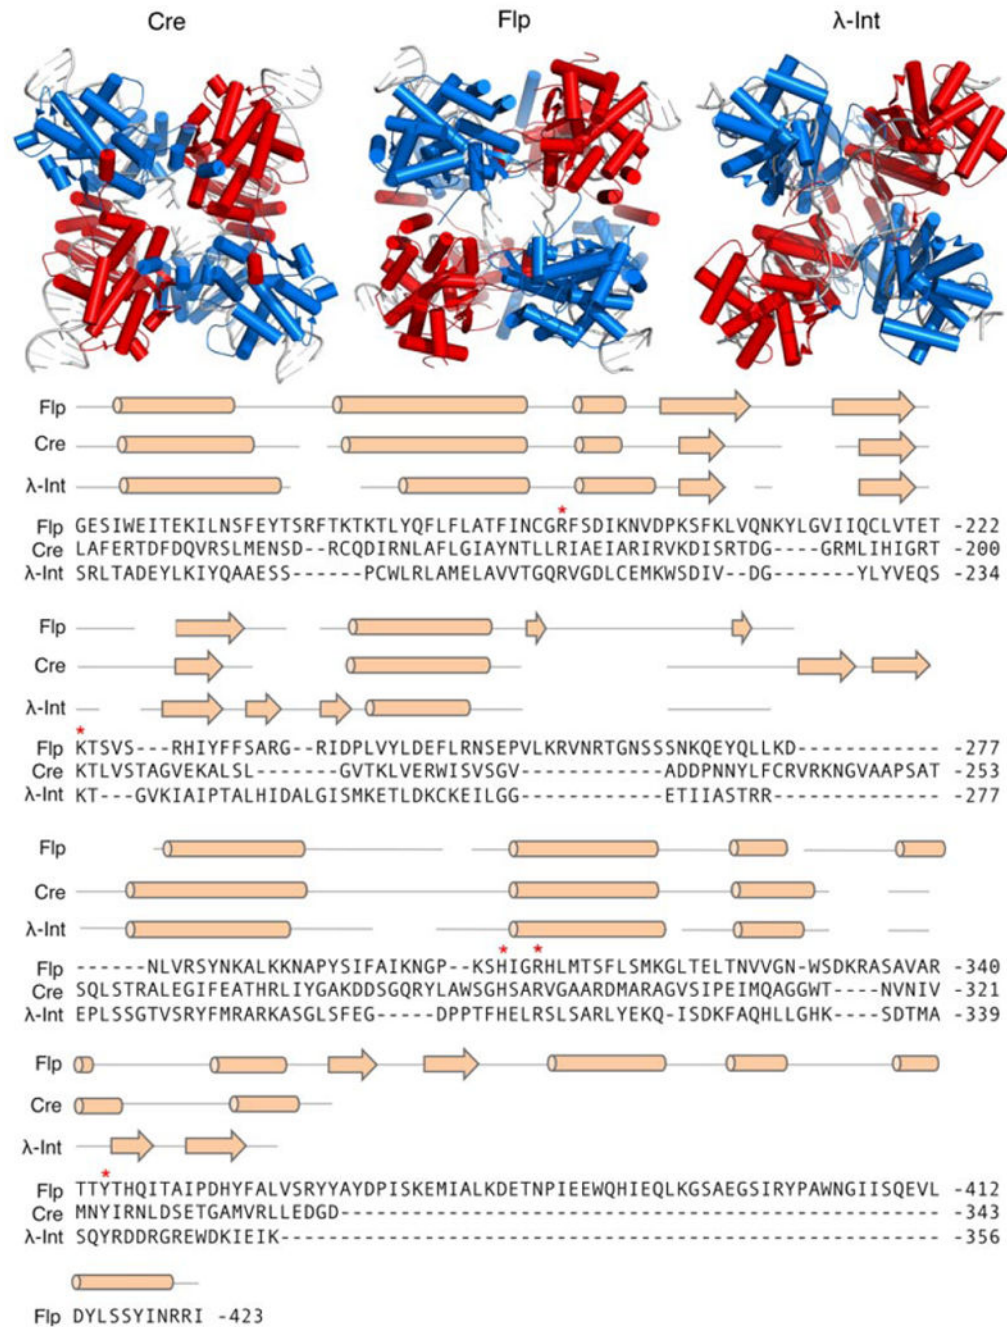 Cre Flp λ-Int
Flp
Cre
λ-Int
*
Flp GESIWEITEKILNSFEYTSRFTKTKTLYQFLFLATFINCGRFSDIKNVDPKSFKLVQNKYLGVIIQCLVTET -222
Cre LAFERTDFDQVRSLMENSD--RCQDIRNLAFLGIAYNTLLRIAEIARIRVKDISRTDG----GRMLIHIGRT -200
λ-Int SRLTADEYLKIYQAAESS------PCWLRLAMELAVVTGQRVGDLCEMKWSDIV--DG-----YLYVEQS -234
Flp
Cre
λ-Int
*
Flp KTSVS---RHIYFFSARG--RIDPLVYLDEFLRNSEPVLKRVNRTGNSSSNKQEYQLLKD------------ -277
Cre KTLVSTAGVEKALSL-------GVTKLVERWISVSGV------------ADDPNNYLFCRVRKNGVAAPSAT -253
λ-Int KT---GVKIAIPTALHIDALGISMKETLDKCKEILGG------------ETIIASTRR-------------- -277
Flp
Cre
λ-Int
* *
Flp ------NLVRSYNKALKKNAPYSIFAIKNGP--KSHIGRHLMTSFLSMKGLTELTNVVGN-WSDKRASAVAR -340
Cre SQLSTRALEGIFEATHRLIYGAKDDSGQRYLAWSGHSARVGAARDMARAGVSIPEIMQAGGWT----NVNIV -321
λ-Int EPLSSGTVSRYFMRARKASGLSFEG-----DPPTFHELRSLSARLYEKQ-ISDKFAQHLLGHK----SDTMA -339
Flp
Cre
λ-Int
*
Flp TTYTHQITAIPDHYFALVSRYYAYDPISKEMIALKDETNPIEEWQHIEQLKGSAEGSIRYPAWNGIISQEVL -412
Cre MNYIRNLDSETGAMVRLLEDGD-------------------------------------------------- -343
λ-Int SQYRDDRGREWDKIEIK------------------------------------------------------- -356
Flp DYLSSYINRRI -423